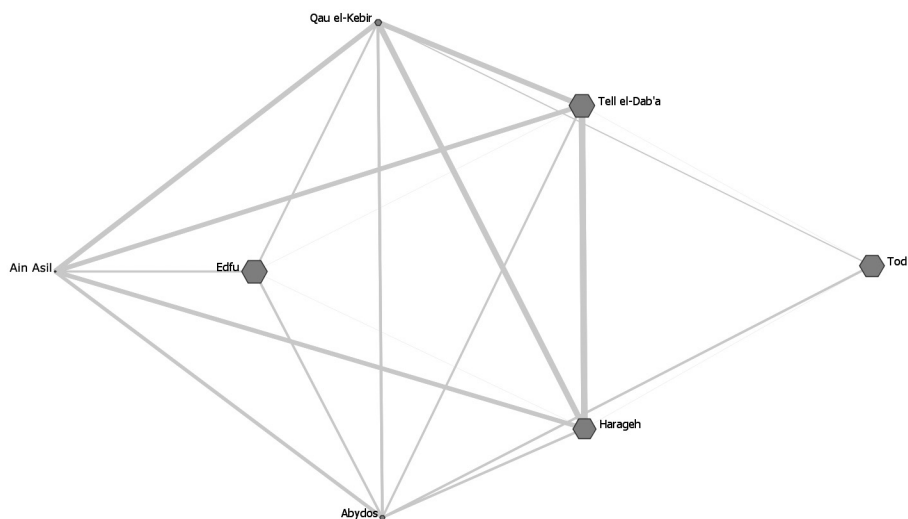 Qau el-Kebir
Tell el-Dab'a
Ain Asil
Edfu
Tod
Harageh
Abydos